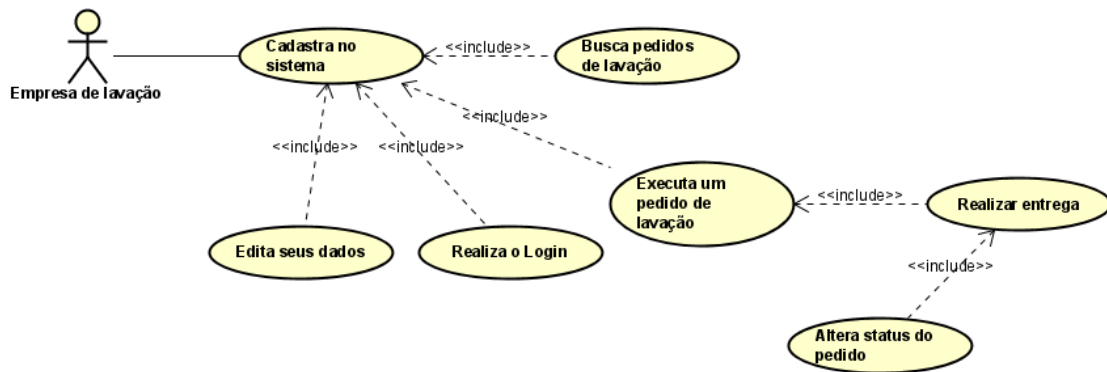 Cadastra no
sistema
<<include>>
Busca pedidos
de lavação
Empresa de lavação
<<include>>
<<include>>
<<include>>
Executa um
pedido de
lavação
<<include>>
Realizar entrega
Edita seus dados
Realiza o Login
<<include>>
Altera status do
pedido